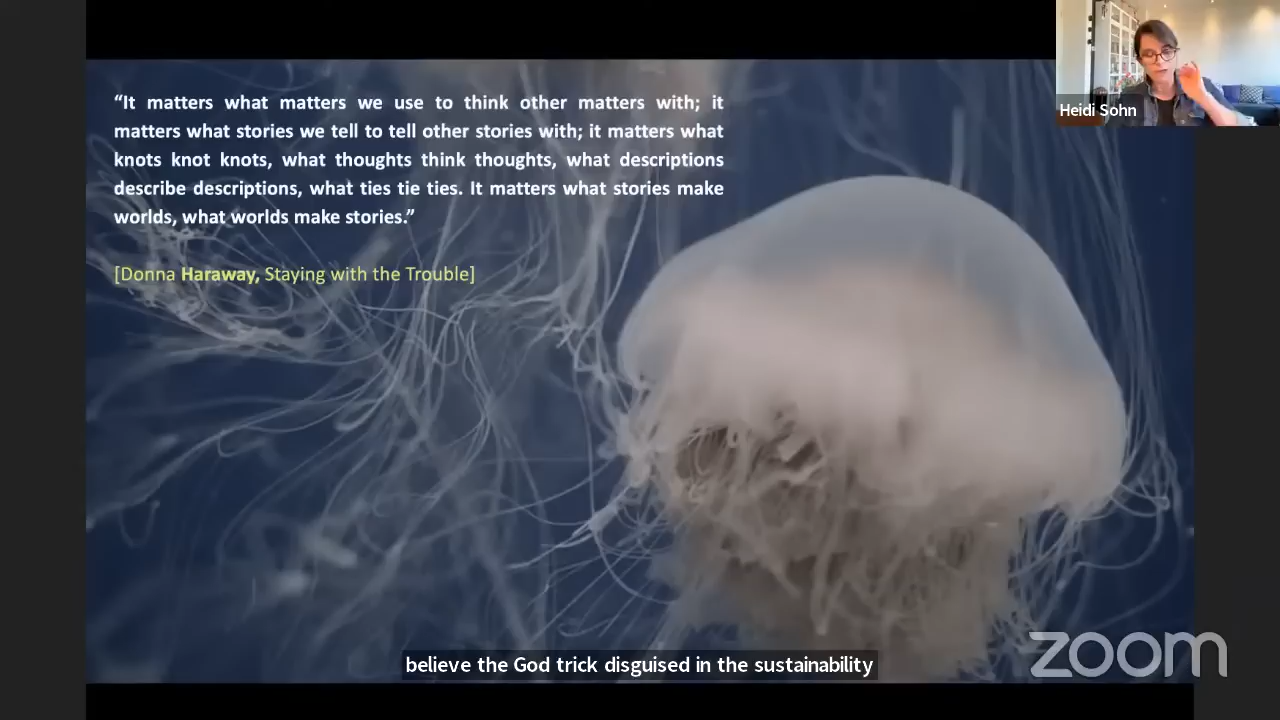 “It matters what matters we use to think other matters with; it
matters what stories we tell to tell other stories with; it matters what
knots knot knots, what thoughts think thoughts, what descriptions
describe descriptions, what ties tie ties. It matters what stories make
worlds, what worlds make stories.”
[Donna Haraway, Staying with the Trouble]
Heidi Sohn
believe the God trick disguised in the sustainability
zoom